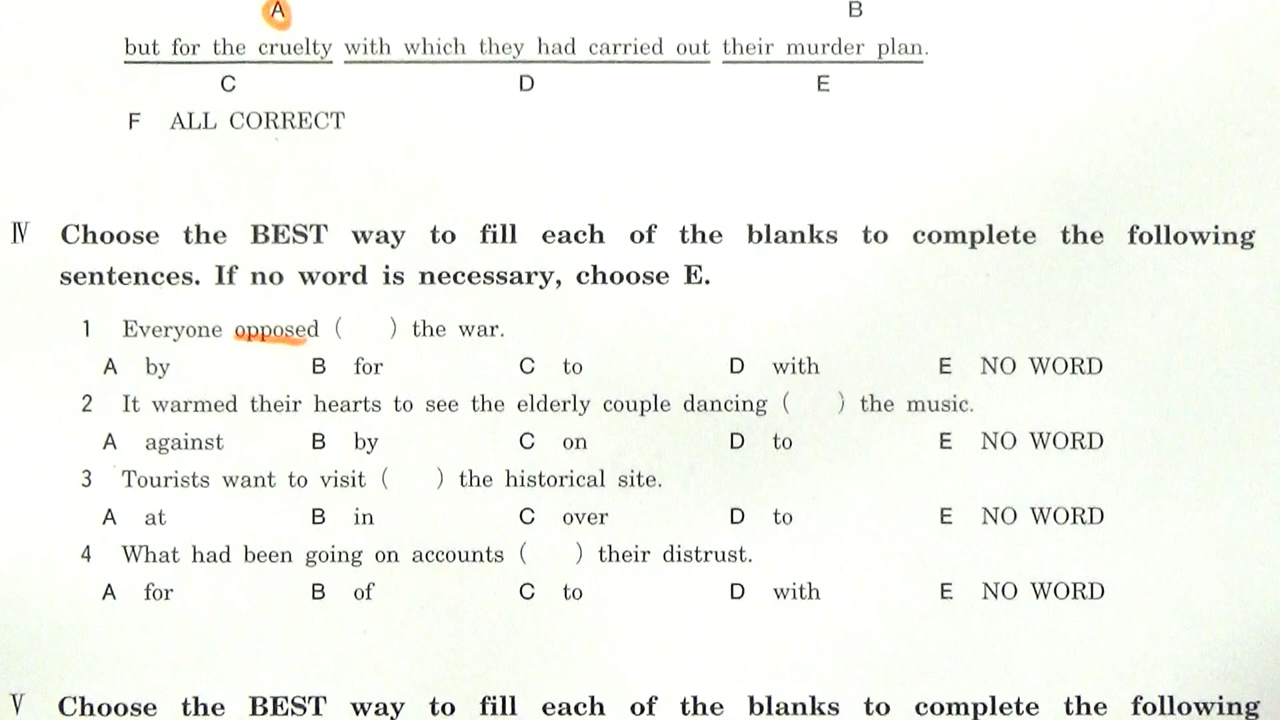 A B
but for the cruelty with which they had carried out their murder plan.
C D E
F ALL CORRECT
Ⅳ Choose the BEST way to fill each of the blanks to complete the following
sentences. If no word is necessary, choose E.
1 Everyone opposed ( ) the war.
A by B for C to D with E NO WORD
2 It warmed their hearts to see the elderly couple dancing ( ) the music.
A against B by C on D to E NO WORD
3 Tourists want to visit ( ) the historical site.
A at B in C over D to E NO WORD
4 What had been going on accounts ( ) their distrust.
A for B of C to D with E NO WORD
Ⅴ Choose the BEST way to fill each of the blanks to complete the following